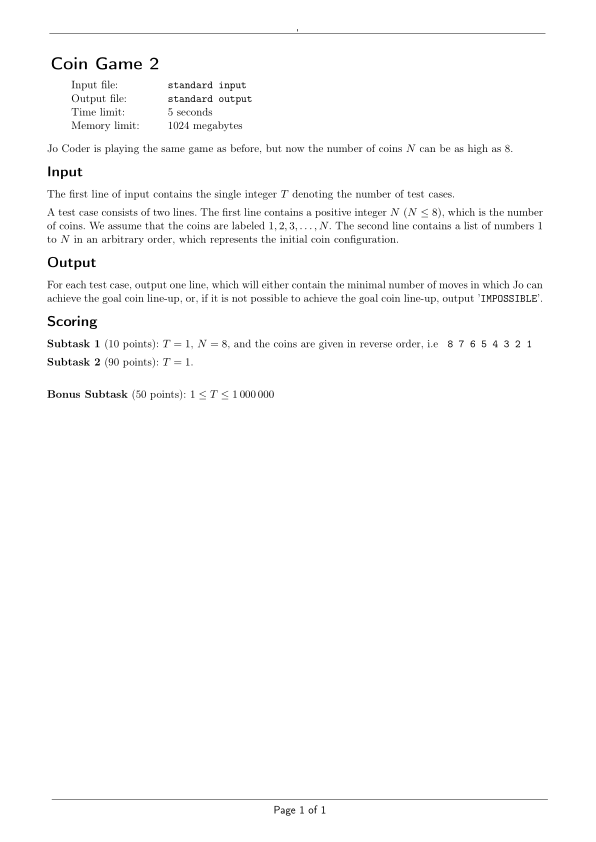 Coin Game 2
Input file: standard input
Output file: standard output
Time limit: 5 seconds
Memory limit: 1024 megabytes
Jo Coder is playing the same game as before, but now the number of coins N can be as high as 8.
Input
The first line of input contains the single integer T denoting the number of test cases.
A test case consists of two lines. The first line contains a positive integer N (N ≤ 8), which is the number
of coins. We assume that the coins are labeled 1, 2, 3, . . . , N. The second line contains a list of numbers 1
to N in an arbitrary order, which represents the initial coin configuration.
Output
For each test case, output one line, which will either contain the minimal number of moves in which Jo can
achieve the goal coin line-up, or, if it is not possible to achieve the goal coin line-up, output 'IMPOSSIBLE'.
Scoring
Subtask 1 (10 points): T = 1, N = 8, and the coins are given in reverse order, i.e 8 7 6 5 4 3 2 1
Subtask 2 (90 points): T = 1.
Bonus Subtask (50 points): 1 ≤ T ≤ 1 000 000
Page 1 of 1